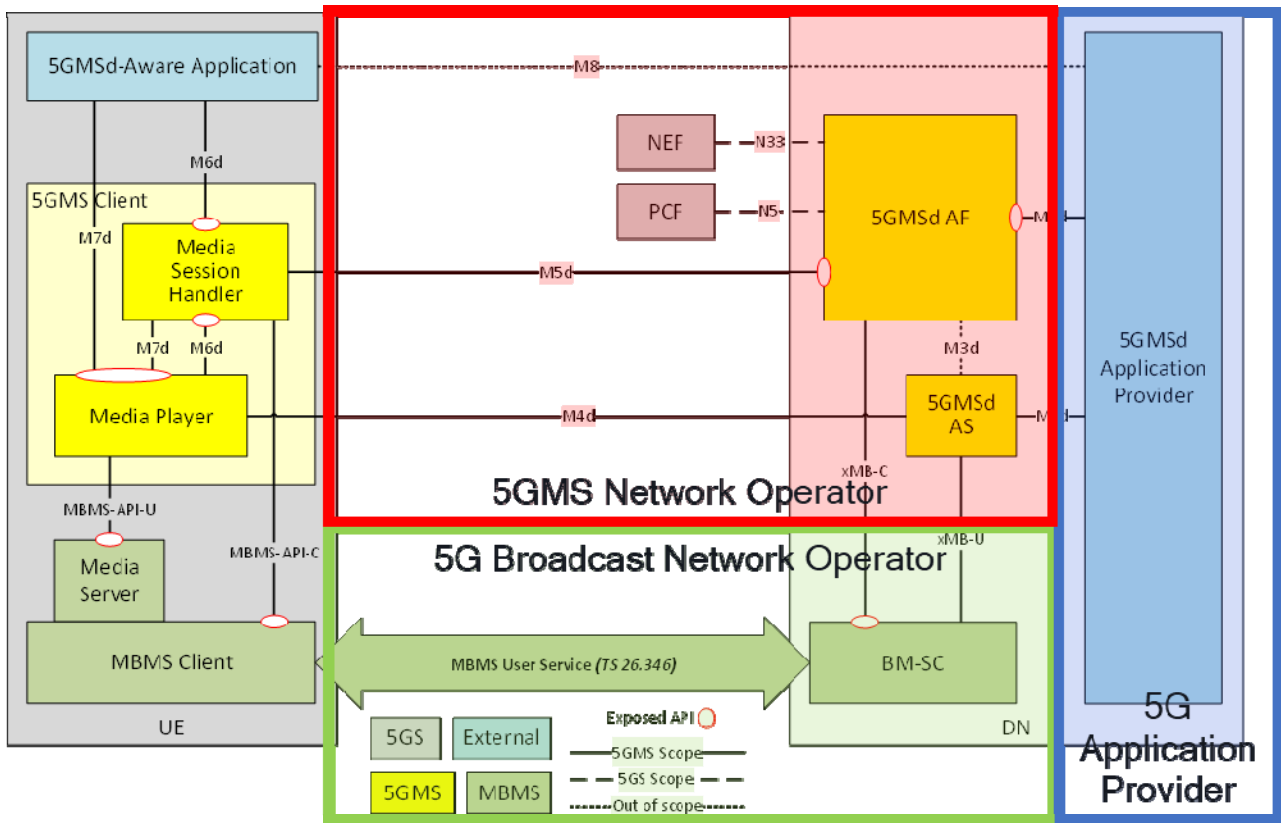 5GMSd-Aware Application
M8
NEF
N33
M6d
5GMS Client
PCF
N5
5GMSd AF
M7d
Media
Session
Handler
M5d
M7d
M6d
M3d
5GMSd
Application
Provider
Media Player
M4d
5GMSd
AS
xMB-C
5GMS Network Operator
MBMS-API-U
MBMS-API-C
xMB-U
5G Broadcast Network Operator
Media
Server
MBMS Client
MBMS User Service (TS 26.346)
BM-SC
UE
5GS
External
Exposed API
DN
5GMS Scope
5GS Scope
5GMS
MBMS
Out of scope
5G
Application
Provider